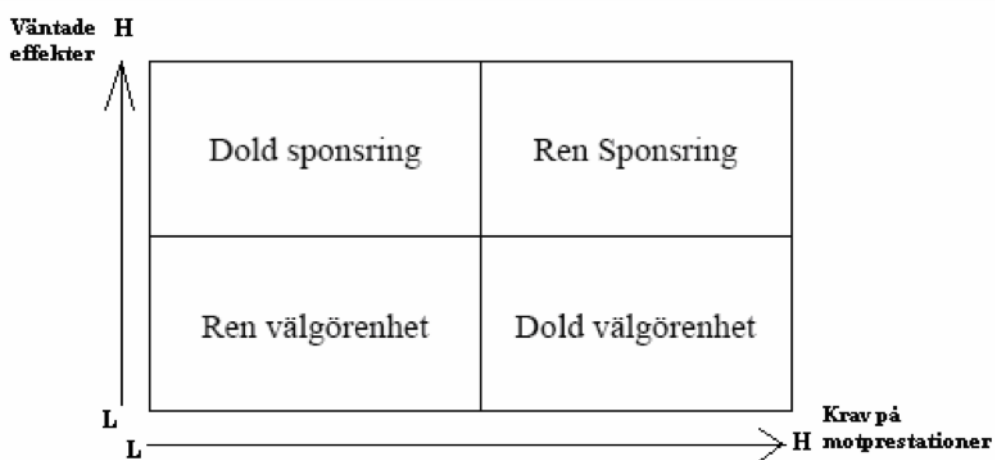 Väntade H
effekter
Dold sponsring Ren Sponsring
Ren välgörenhet Dold välgörenhet
L
L H
Krav på
motprestationer